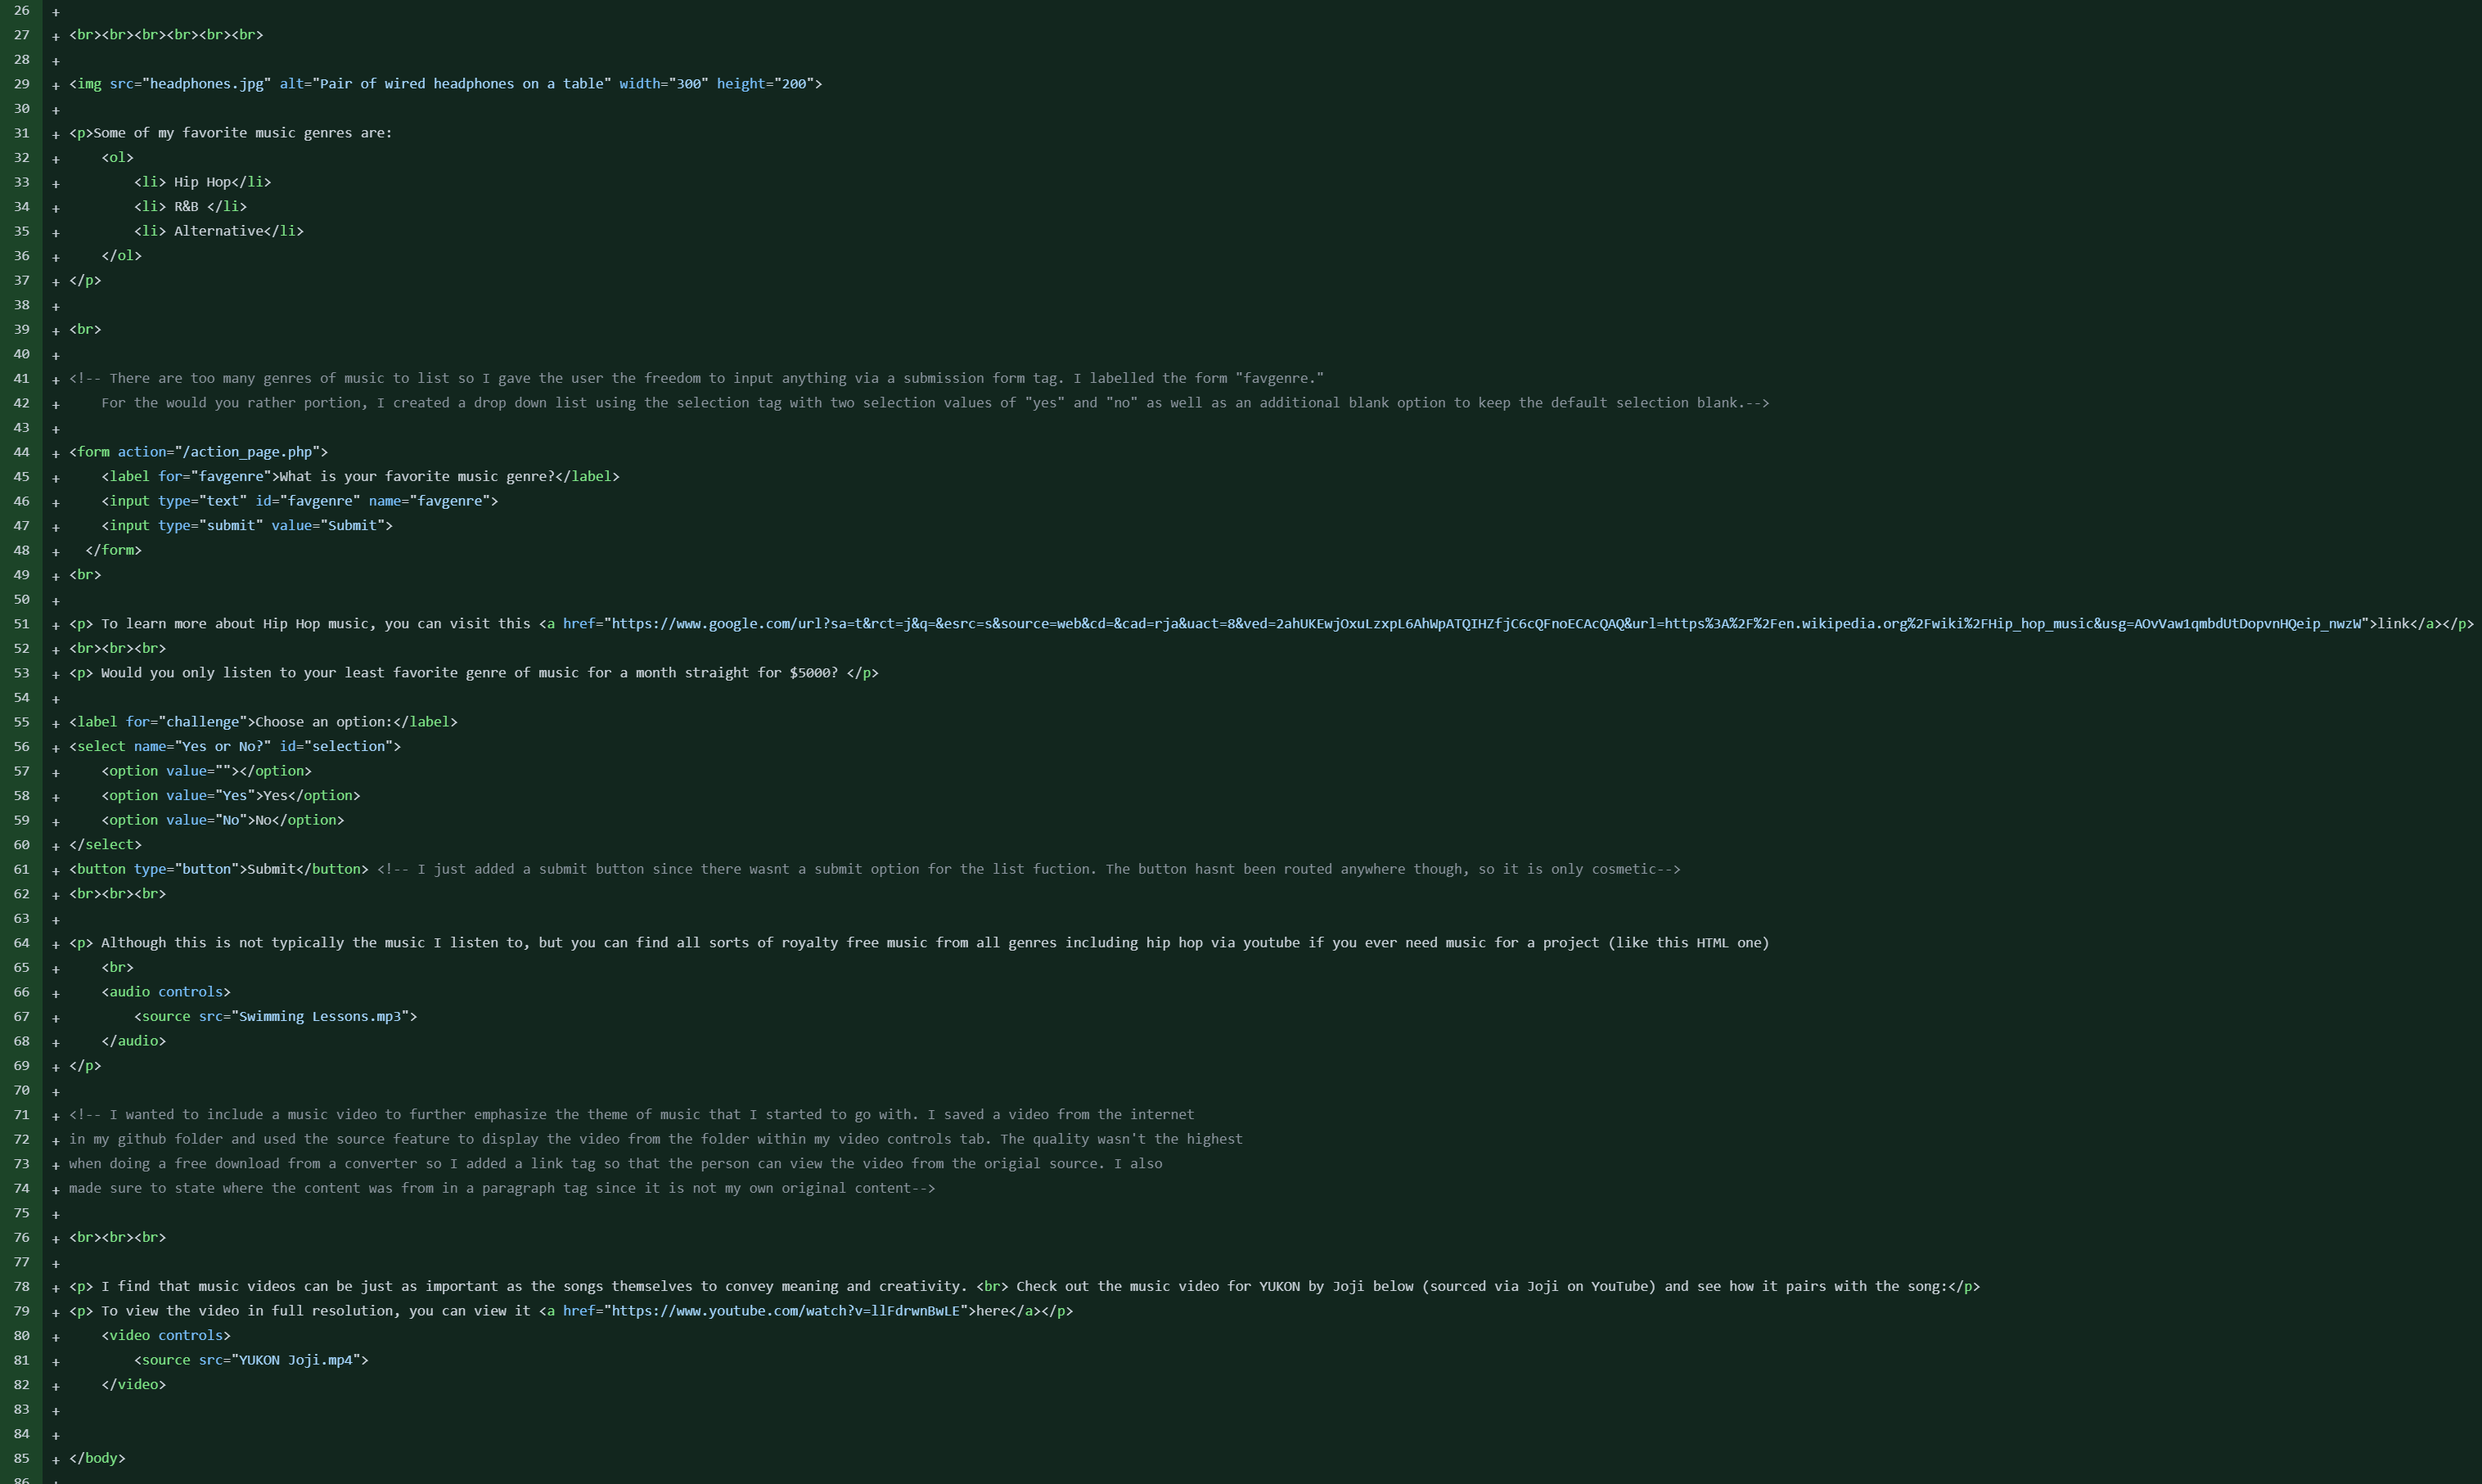 26 +
27 + <br><br><br><br><br><br>
28 +
29 + <img src="headphones.jpg" alt="Pair of wired headphones on a table" width="300" height="200">
30 +
31 + <p>Some of my favorite music genres are:
32 +     <ol>
33 +         <li> Hip Hop</li>
34 +         <li> R&B </li>
35 +         <li> Alternative</li>
36 +     </ol>
37 + </p>
38 +
39 + <br>
40 +
41 + <!-- There are too many genres of music to list so I gave the user the freedom to input anything via a submission form tag. I labelled the form "favgenre."
42 +     For the would you rather portion, I created a drop down list using the selection tag with two selection values of "yes" and "no" as well as an additional blank option to keep the default selection blank.-->
43 +
44 + <form action="/action_page.php">
45 +     <label for="favgenre">What is your favorite music genre?</label>
46 +     <input type="text" id="favgenre" name="favgenre">
47 +     <input type="submit" value="Submit">
48 +   </form>
49 + <br>
50 +
51 + <p> To learn more about Hip Hop music, you can visit this <a href="https://www.google.com/url?sa=t&rct=j&q=&esrc=s&source=web&cd=&cad=rja&uact=8&ved=2ahUKEwjOxuLzxpL6AhWpATQIHZfjC6cQFnoECAcQAQ&url=https%3A%2F%2Fen.wikipedia.org%2Fwiki%2FHip_hop_music&usg=AOvVaw1qmbdUtDopvnHQeip_nwzW">link</a></p>
52 + <br><br><br>
53 + <p> Would you only listen to your least favorite genre of music for a month straight for $5000? </p>
54 +
55 + <label for="challenge">Choose an option:</label>
56 + <select name="Yes or No?" id="selection">
57 +     <option value=""></option>
58 +     <option value="Yes">Yes</option>
59 +     <option value="No">No</option>
60 + </select>
61 + <button type="button">Submit</button> <!-- I just added a submit button since there wasnt a submit option for the list fuction. The button hasnt been routed anywhere though, so it is only cosmetic-->
62 + <br><br><br>
63 +
64 + <p> Although this is not typically the music I listen to, but you can find all sorts of royalty free music from all genres including hip hop via youtube if you ever need music for a project (like this HTML one)
65 +     <br>
66 +     <audio controls>
67 +         <source src="Swimming Lessons.mp3">
68 +     </audio>
69 + </p>
70 +
71 + <!-- I wanted to include a music video to further emphasize the theme of music that I started to go with. I saved a video from the internet
72 + in my github folder and used the source feature to display the video from the folder within my video controls tab. The quality wasn't the highest
73 + when doing a free download from a converter so I added a link tag so that the person can view the video from the origial source. I also
74 + made sure to state where the content was from in a paragraph tag since it is not my own original content-->
75 +
76 + <br><br><br>
77 +
78 + <p> I find that music videos can be just as important as the songs themselves to convey meaning and creativity. <br> Check out the music video for YUKON by Joji below (sourced via Joji on YouTube) and see how it pairs with the song:</p>
79 + <p> To view the video in full resolution, you can view it <a href="https://www.youtube.com/watch?v=llFdrwnBwLE">here</a></p>
80 +     <video controls>
81 +         <source src="YUKON Joji.mp4">
82 +     </video>
83 +
84 +
85 + </body>
86 +